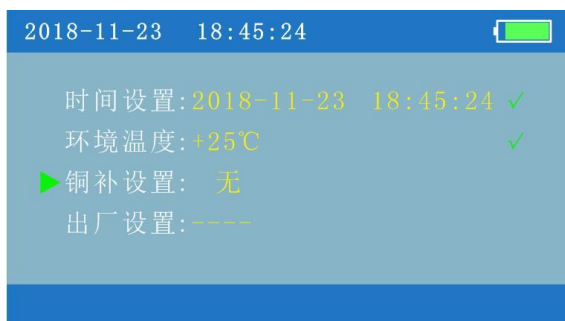 2018-11-23 18:45:24
时间设置:2018-11-23 18:45:24 ✓
环境温度:+25℃ ✓
▶铜补设置: 无
出厂设置:----